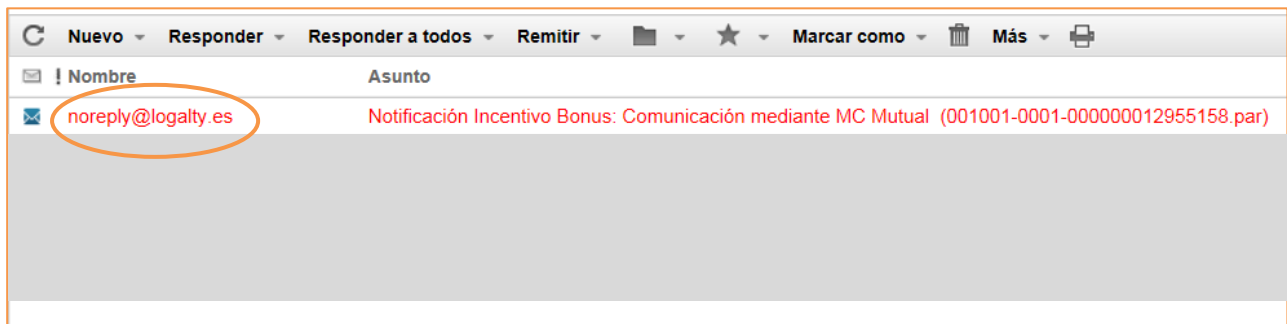 Nuevo Responder Responder a todos Remitir Marcar como Más
! Nombre Asunto
noreply@logalty.es Notificación Incentivo Bonus: Comunicación mediante MC Mutual (001001-0001-000000012955158.par)